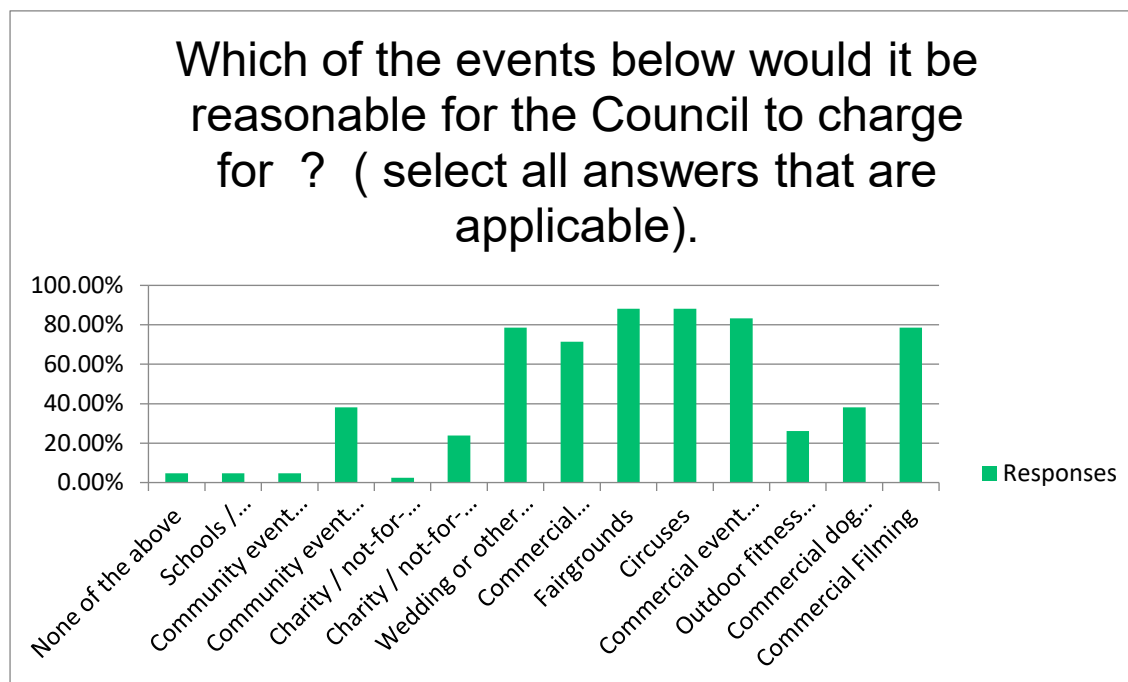 Which of the events below would it be
reasonable for the Council to charge
for ? ( select all answers that are
applicable).
100.00%
80.00%
60.00%
40.00%
20.00%
0.00%
None of the above
Schools /...
Community event...
Community event...
Charity / not-for-...
Charity / not-for-...
Wedding or other...
Commercial...
Fairgrounds
Circuses
Commercial event...
Outdoor fitness...
Commercial dog...
Commercial Filming
Responses